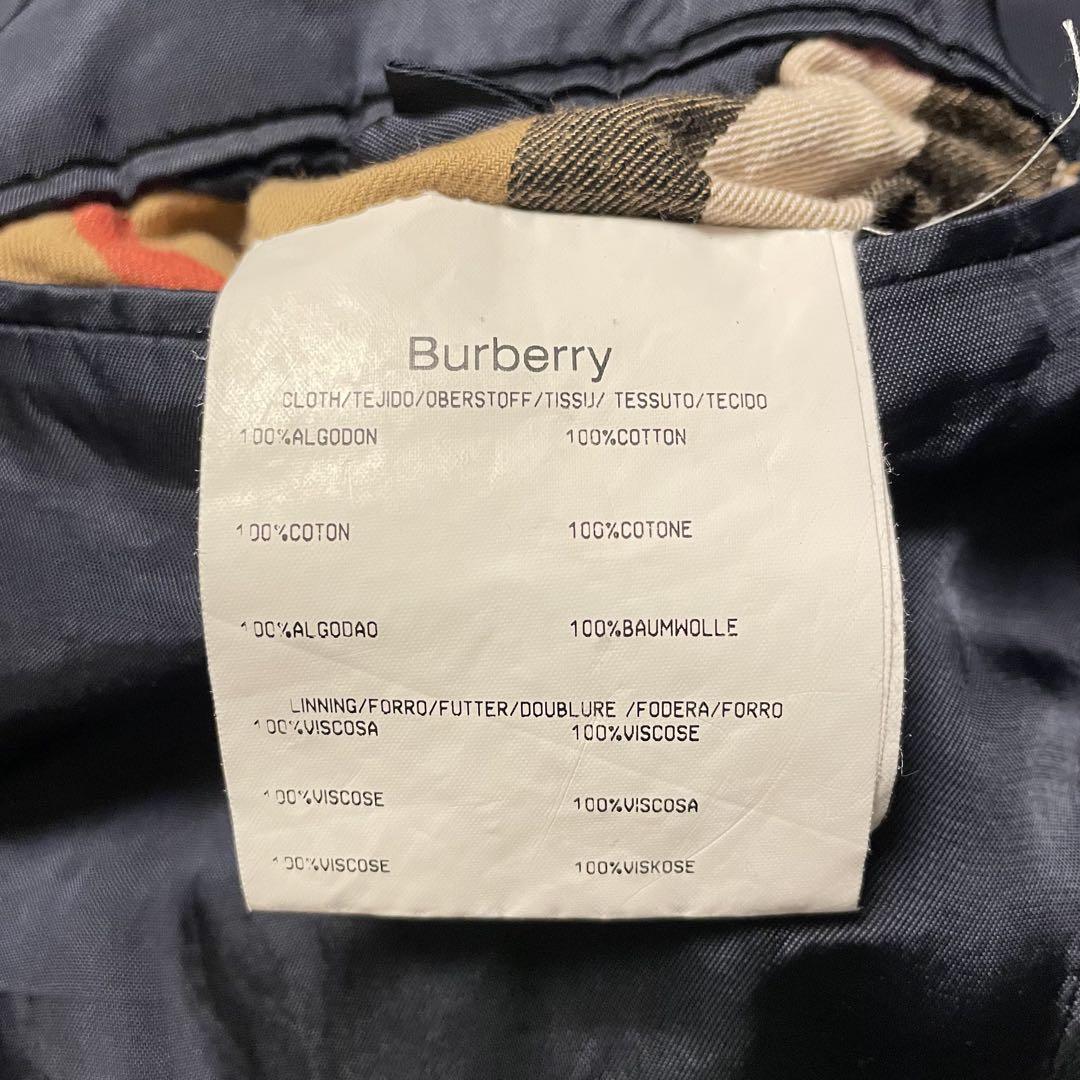 Burberry
CLOTH/TEJIDO/OBERSTOFF/TISSU/ TESSUTO/TECIDO
100%ALGODON 100%COTTON
100%COTON 100%COTONE
100%ALGODAO 100%BAUMWOLLE
LINNING/FORRO/FUTTER/DOUBLURE /FODERA/FORRO
100%VISCOSA 100%VISCOSE
100%VISCOSE 100%VISCOSA
100%VISCOSE 100%VISKOSE